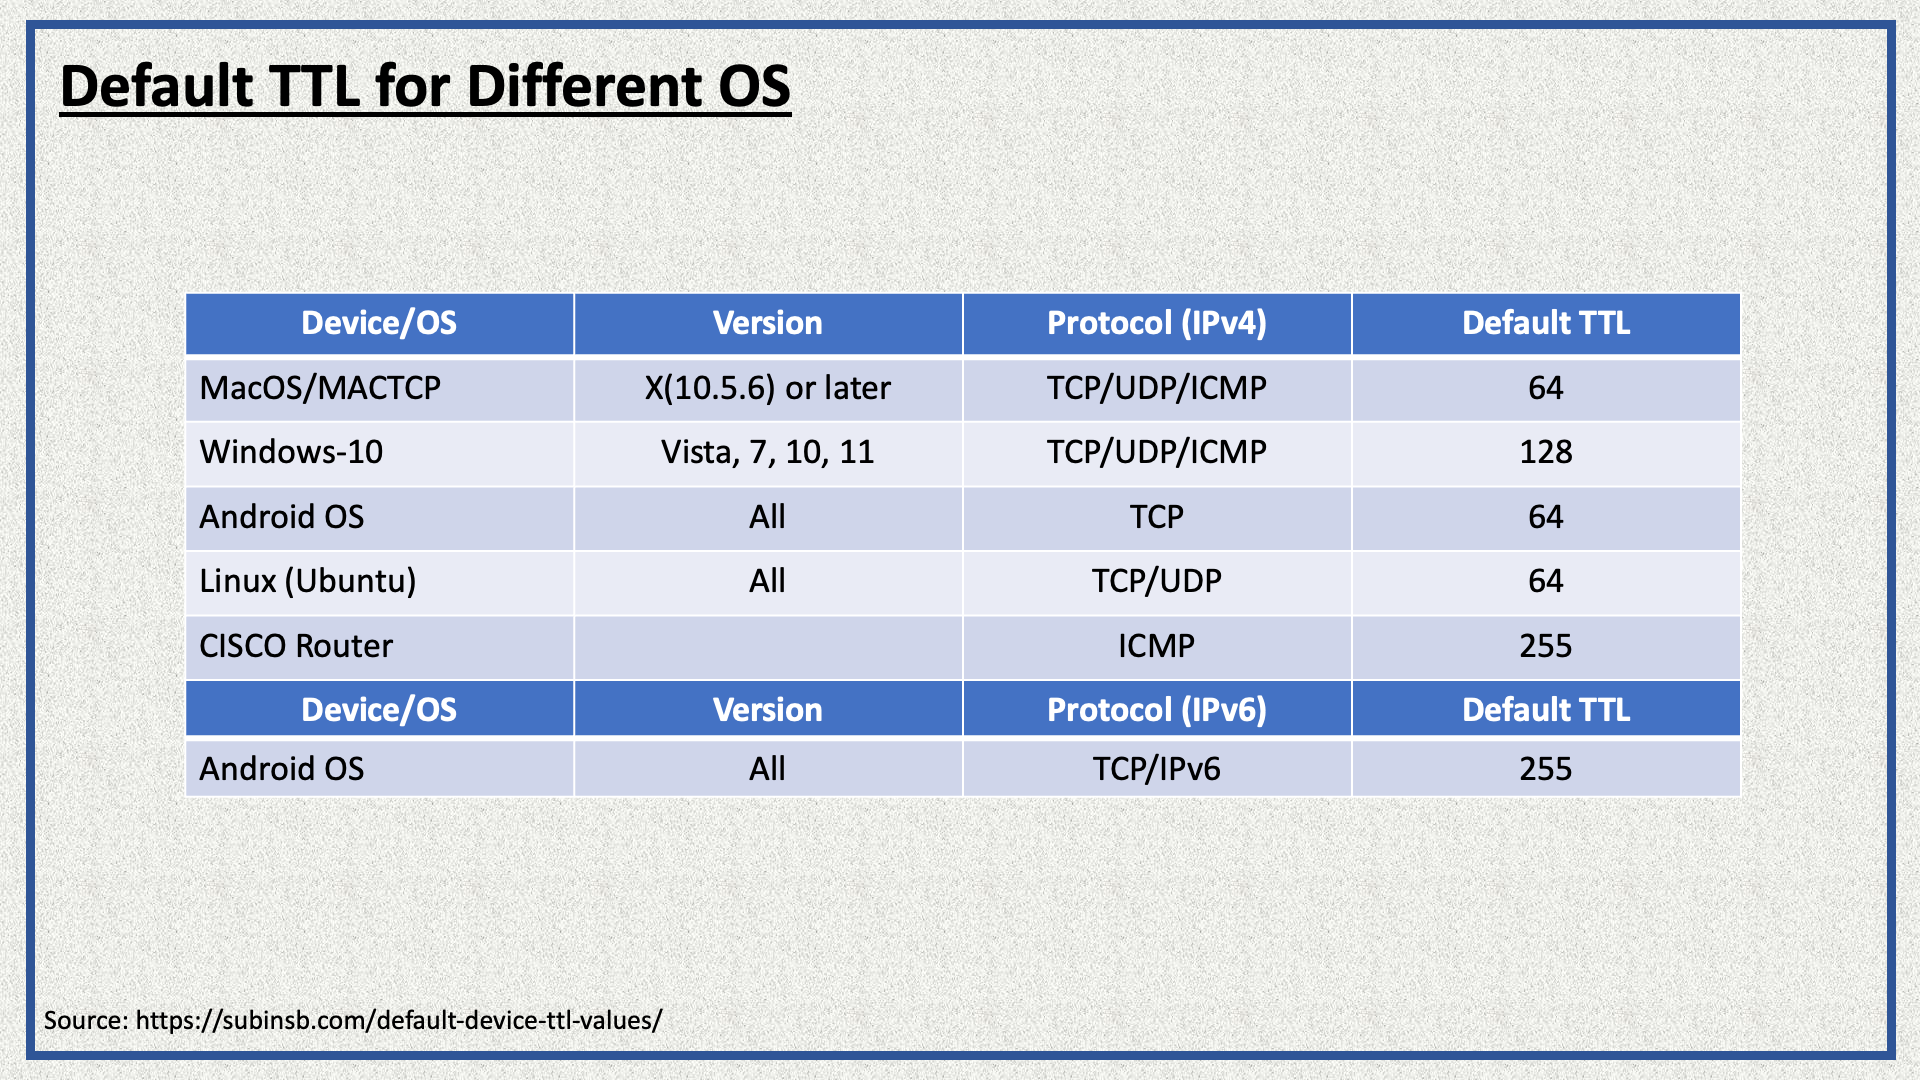 Default TTL for Different OS
Device/OS Version Protocol (IPv4) Default TTL
MacOS/MACTCP X(10.5.6) or later TCP/UDP/ICMP 64
Windows-10 Vista, 7, 10, 11 TCP/UDP/ICMP 128
Android OS All TCP 64
Linux (Ubuntu) All TCP/UDP 64
CISCO Router ICMP 255
Device/OS Version Protocol (IPv6) Default TTL
Android OS All TCP/IPv6 255
Source: https://subinsb.com/default-device-ttl-values/